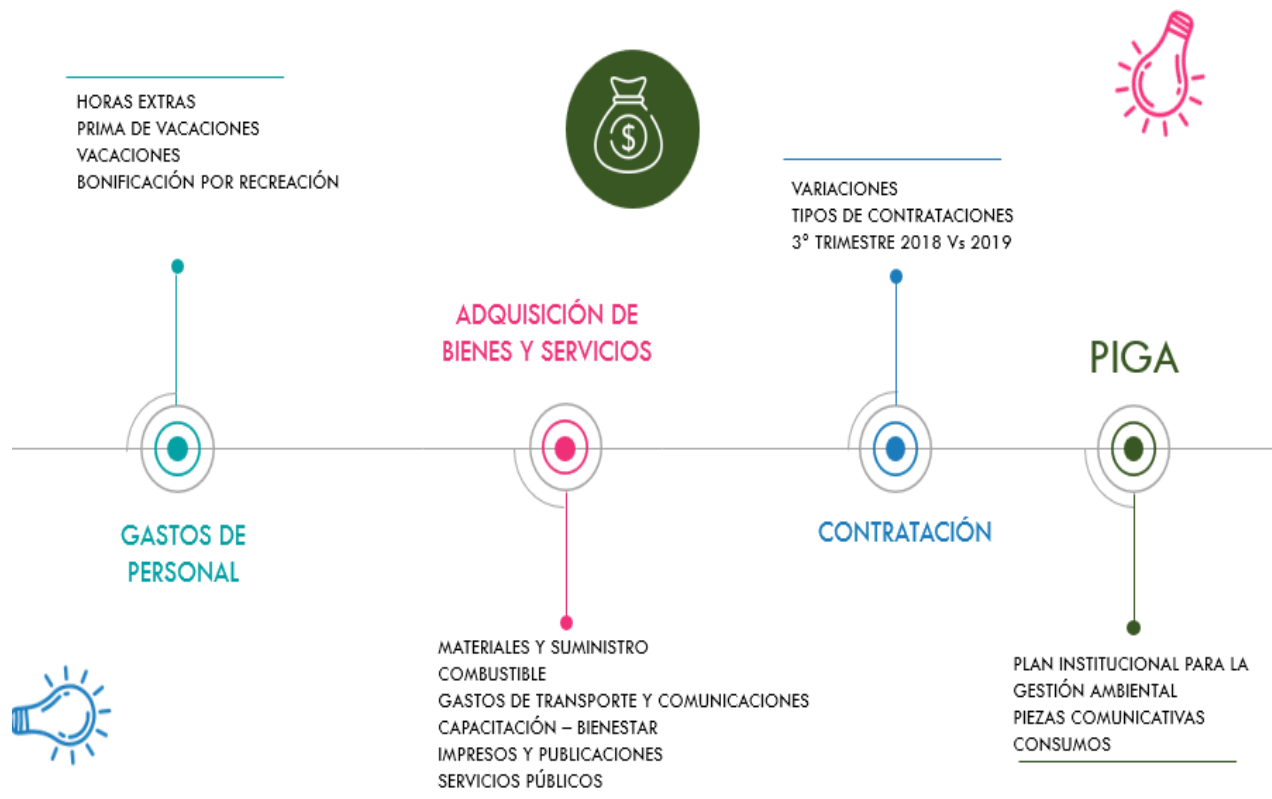 HORAS EXTRAS
PRIMA DE VACACIONES
VACACIONES
BONIFICACIÓN POR RECREACIÓN
GASTOS DE
PERSONAL
$
ADQUISICIÓN DE
BIENES Y SERVICIOS
MATERIALES Y SUMINISTRO
COMBUSTIBLE
GASTOS DE TRANSPORTE Y COMUNICACIONES
CAPACITACIÓN – BIENESTAR
IMPRESOS Y PUBLICACIONES
SERVICIOS PÚBLICOS
VARIACIONES
TIPOS DE CONTRATACIONES
3° TRIMESTRE 2018 Vs 2019
CONTRATACIÓN
PIGA
PLAN INSTITUCIONAL PARA LA
GESTIÓN AMBIENTAL
PIEZAS COMUNICATIVAS
CONSUMOS